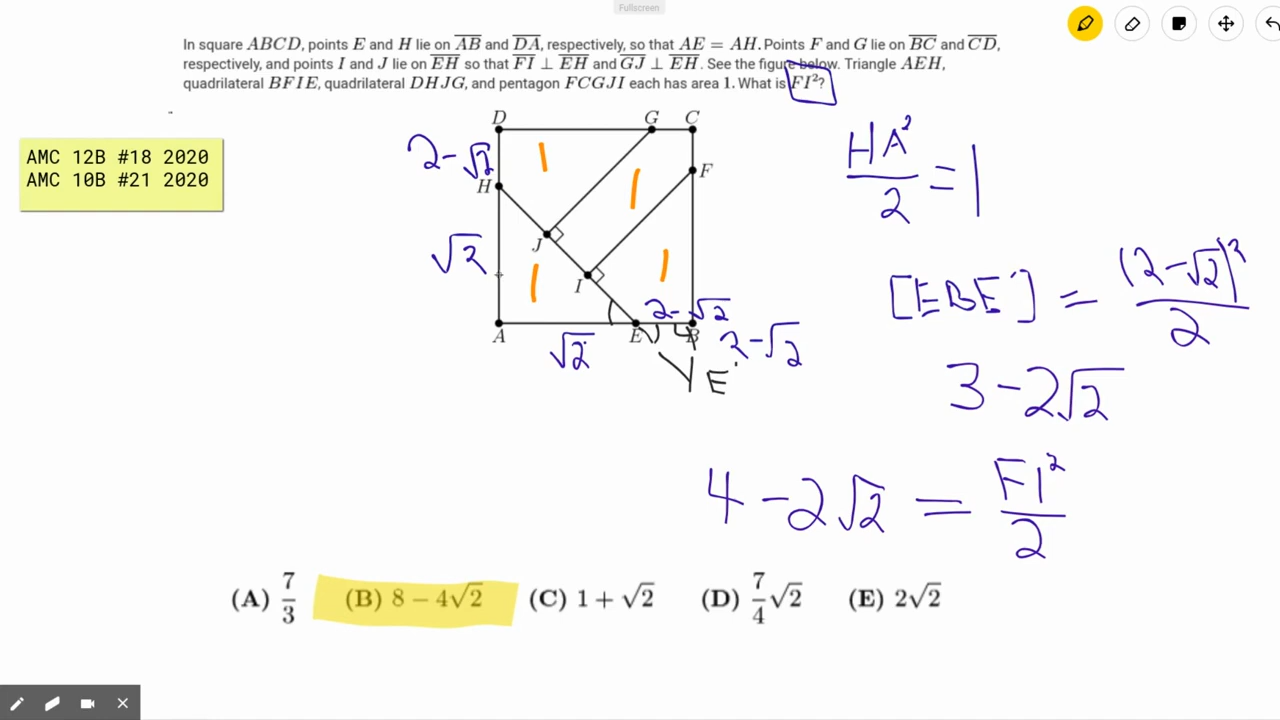 Fullscreen
In square ABCD, points E and H lie on AB and DA, respectively, so that AE = AH. Points F and G lie on BC and CD,
respectively, and points I and J lie on EH so that FI ⊥ EH and GJ ⊥ EH. See the figure below. Triangle AEH,
quadrilateral BFIE, quadrilateral DHJG, and pentagon FCGJI each has area 1. What is FI²?
AMC 12B #18 2020
AMC 10B #21 2020
D G C
2-√2 1
H 1 F
J
√2 1 I 1
2-√2
A √2 E B 2-√2
E'
HA²/2 = 1
[EBE'] = (2-√2)²/2
3-2√2
4-2√2 = FI²/2
(A) 7/3 (B) 8 − 4√2 (C) 1 + √2 (D) 7/4√2 (E) 2√2